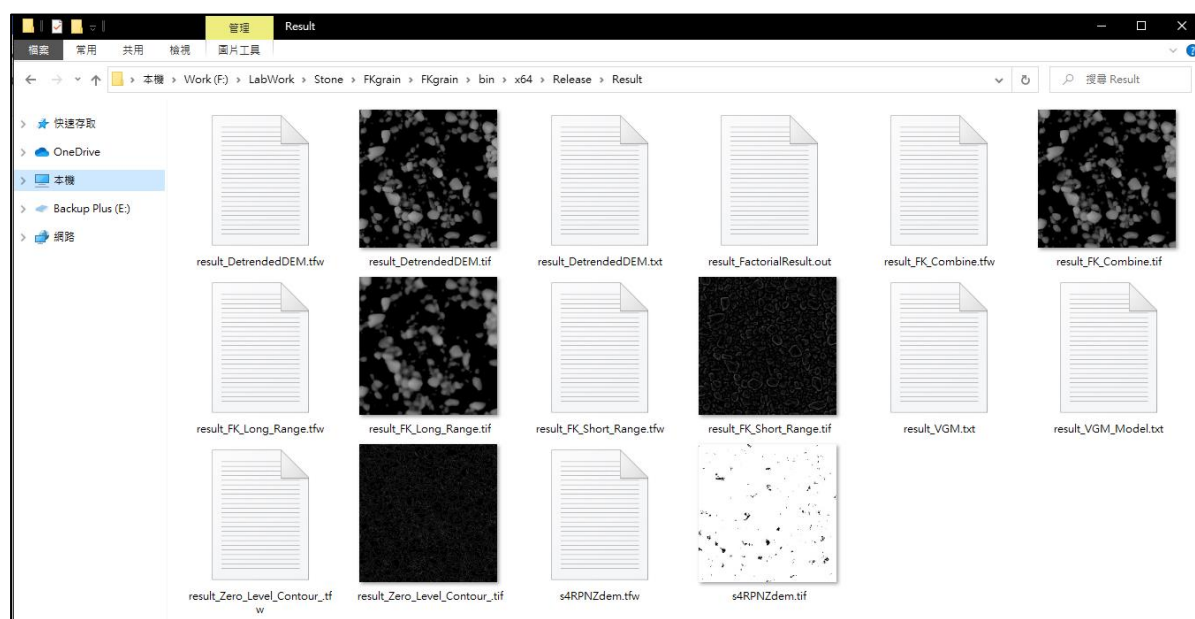 管理
Result
檔案
常用
共用
檢視
圖片工具
本機 › Work (F:) › LabWork › Stone › FKgrain › FKgrain › bin › x64 › Release › Result
搜尋 Result
快速存取
OneDrive
本機
Backup Plus (E:)
網路
result_DetrendedDEM.tfw
result_DetrendedDEM.tif
result_DetrendedDEM.txt
result_FactorialResult.out
result_FK_Combine.tfw
result_FK_Combine.tif
result_FK_Long_Range.tfw
result_FK_Long_Range.tif
result_FK_Short_Range.tfw
result_FK_Short_Range.tif
result_VGM.txt
result_VGM_Model.txt
result_Zero_Level_Contour_.tf
w
result_Zero_Level_Contour_.tif
s4RPNZdem.tfw
s4RPNZdem.tif